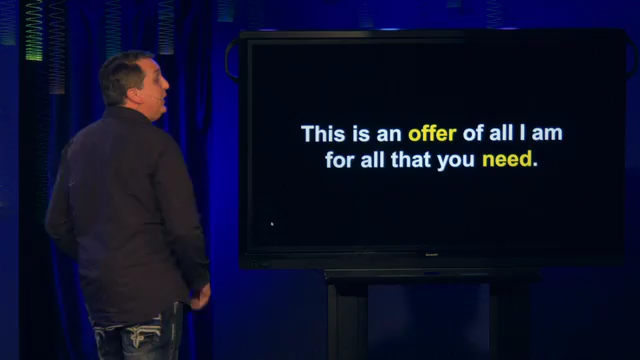 This is an offer of all I am
for all that you need.